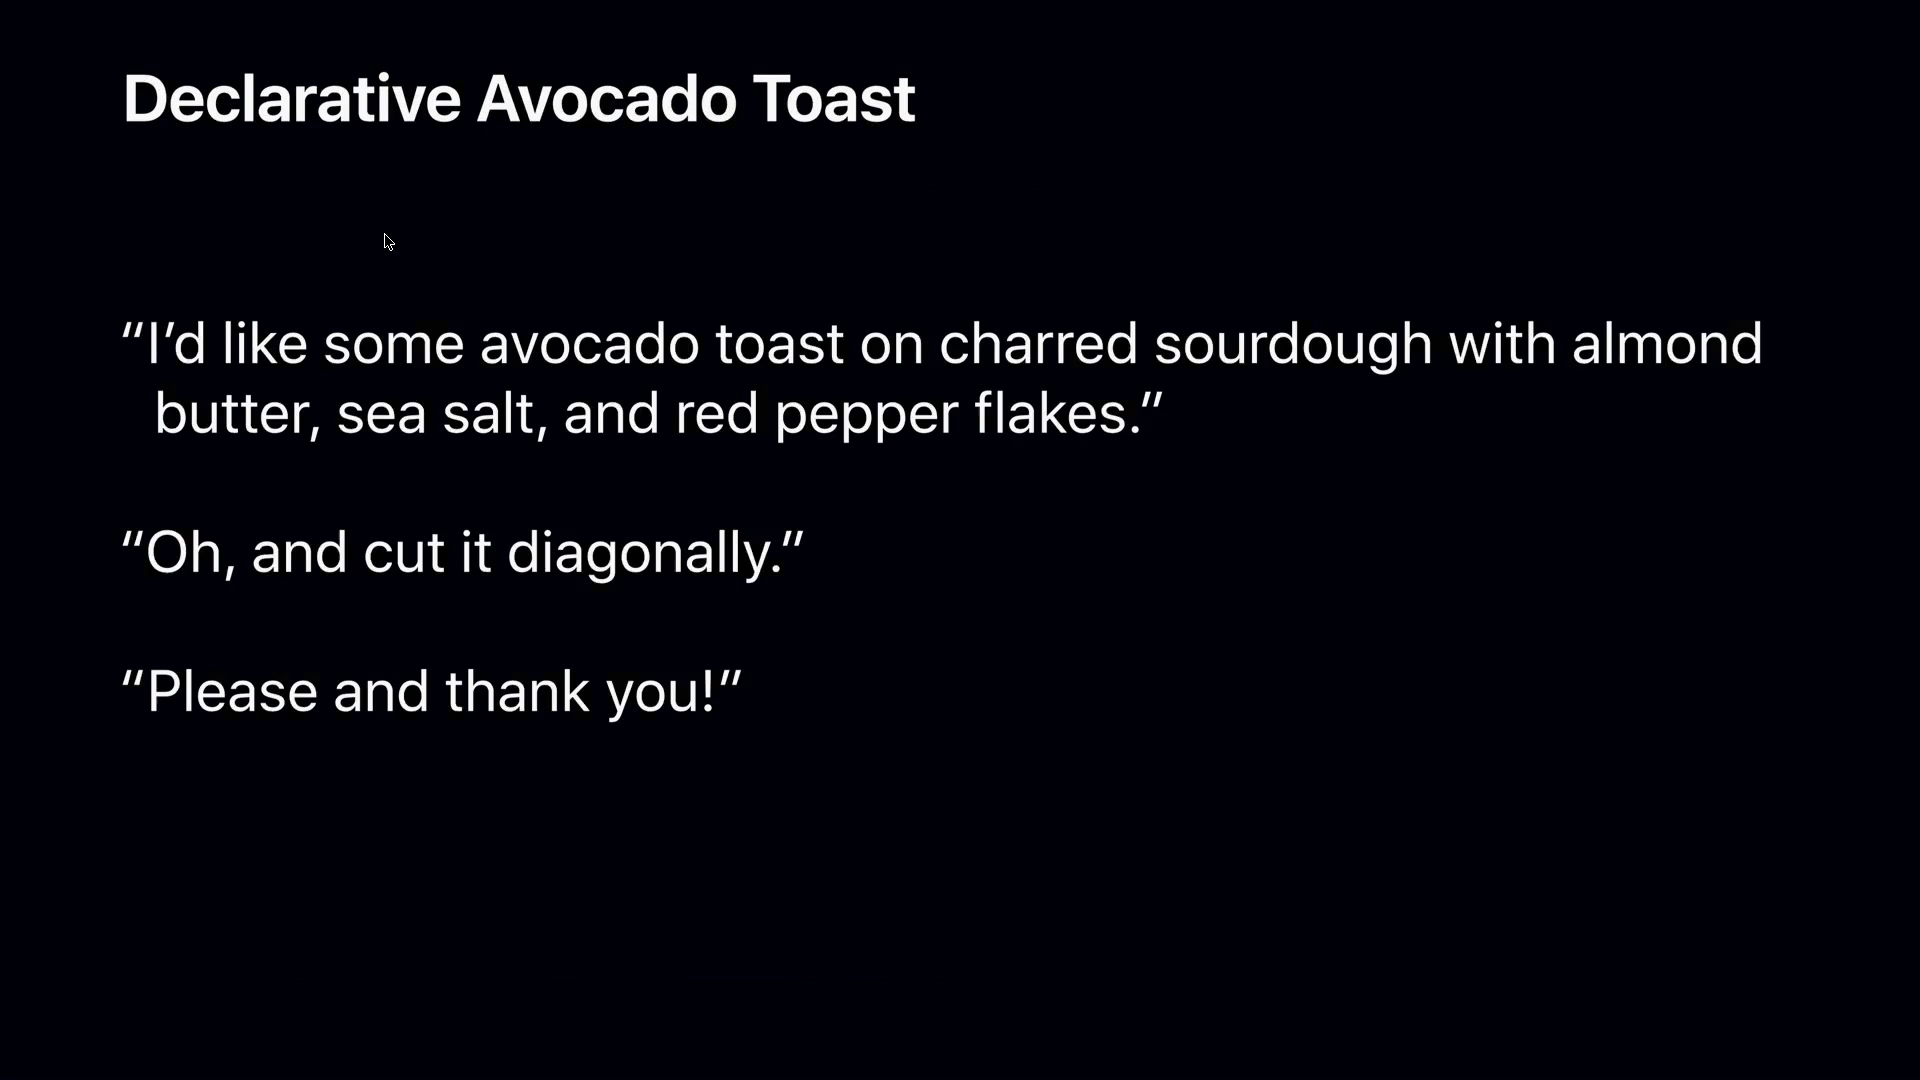 Declarative Avocado Toast
“I’d like some avocado toast on charred sourdough with almond
butter, sea salt, and red pepper flakes.”
“Oh, and cut it diagonally.”
“Please and thank you!”